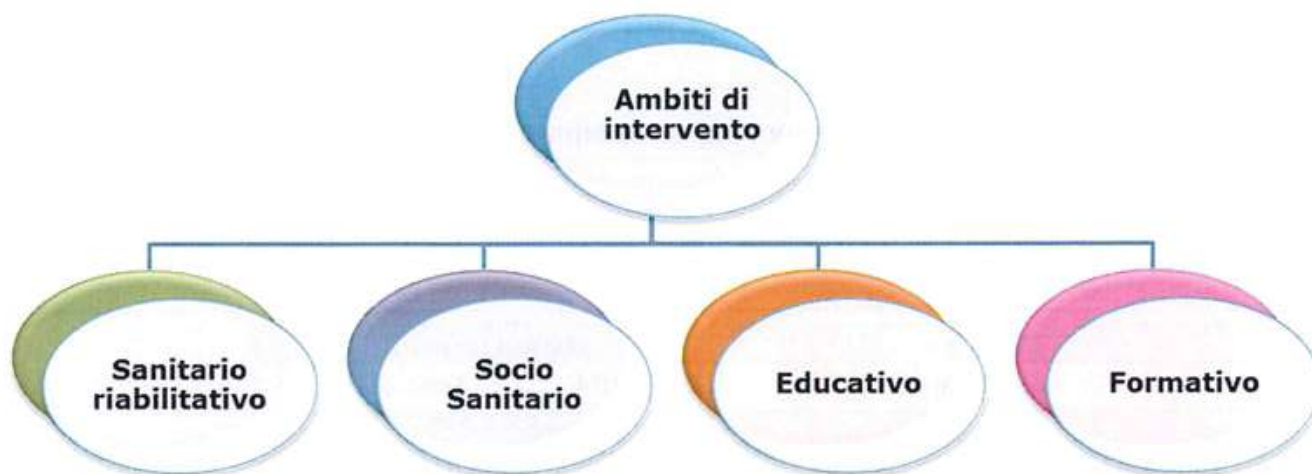 Ambiti di
intervento
Sanitario
riabilitativo
Socio
Sanitario
Educativo
Formativo